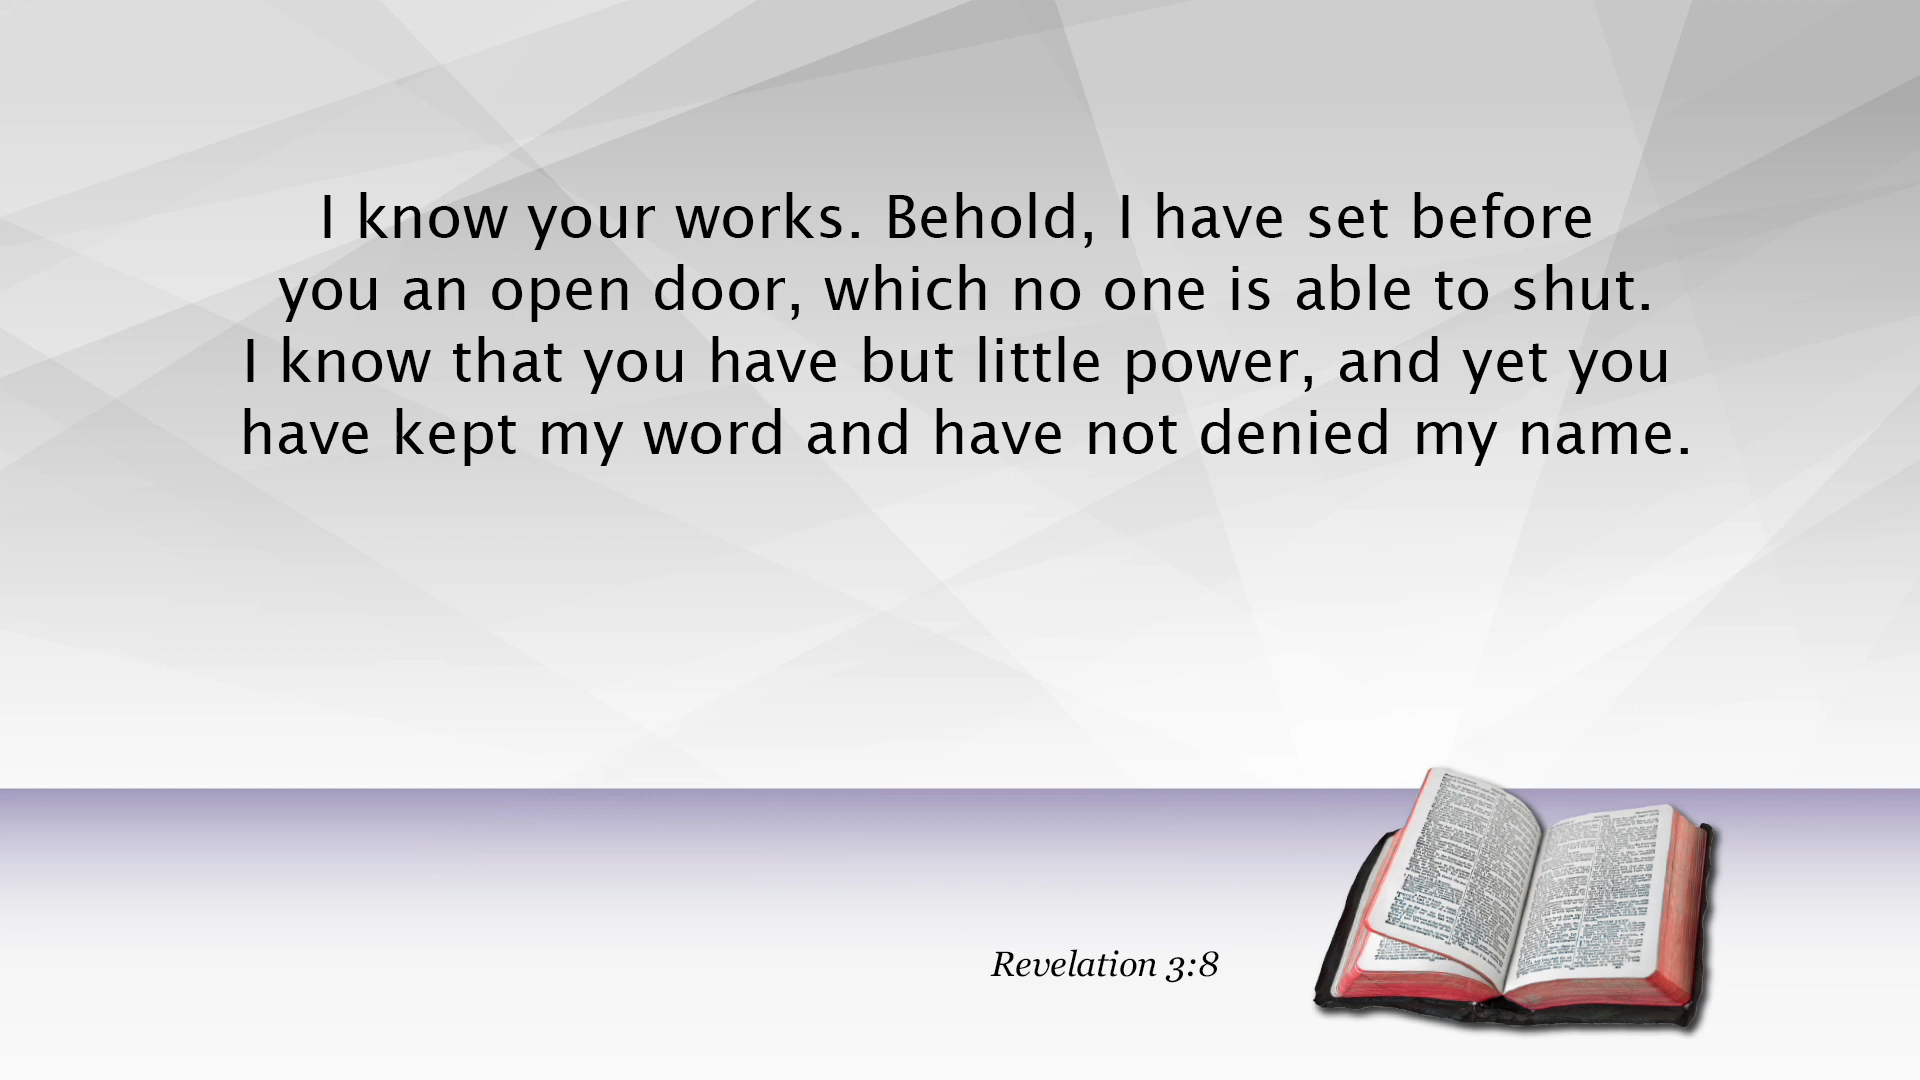 I know your works. Behold, I have set before
you an open door, which no one is able to shut.
I know that you have but little power, and yet you
have kept my word and have not denied my name.
Revelation 3:8